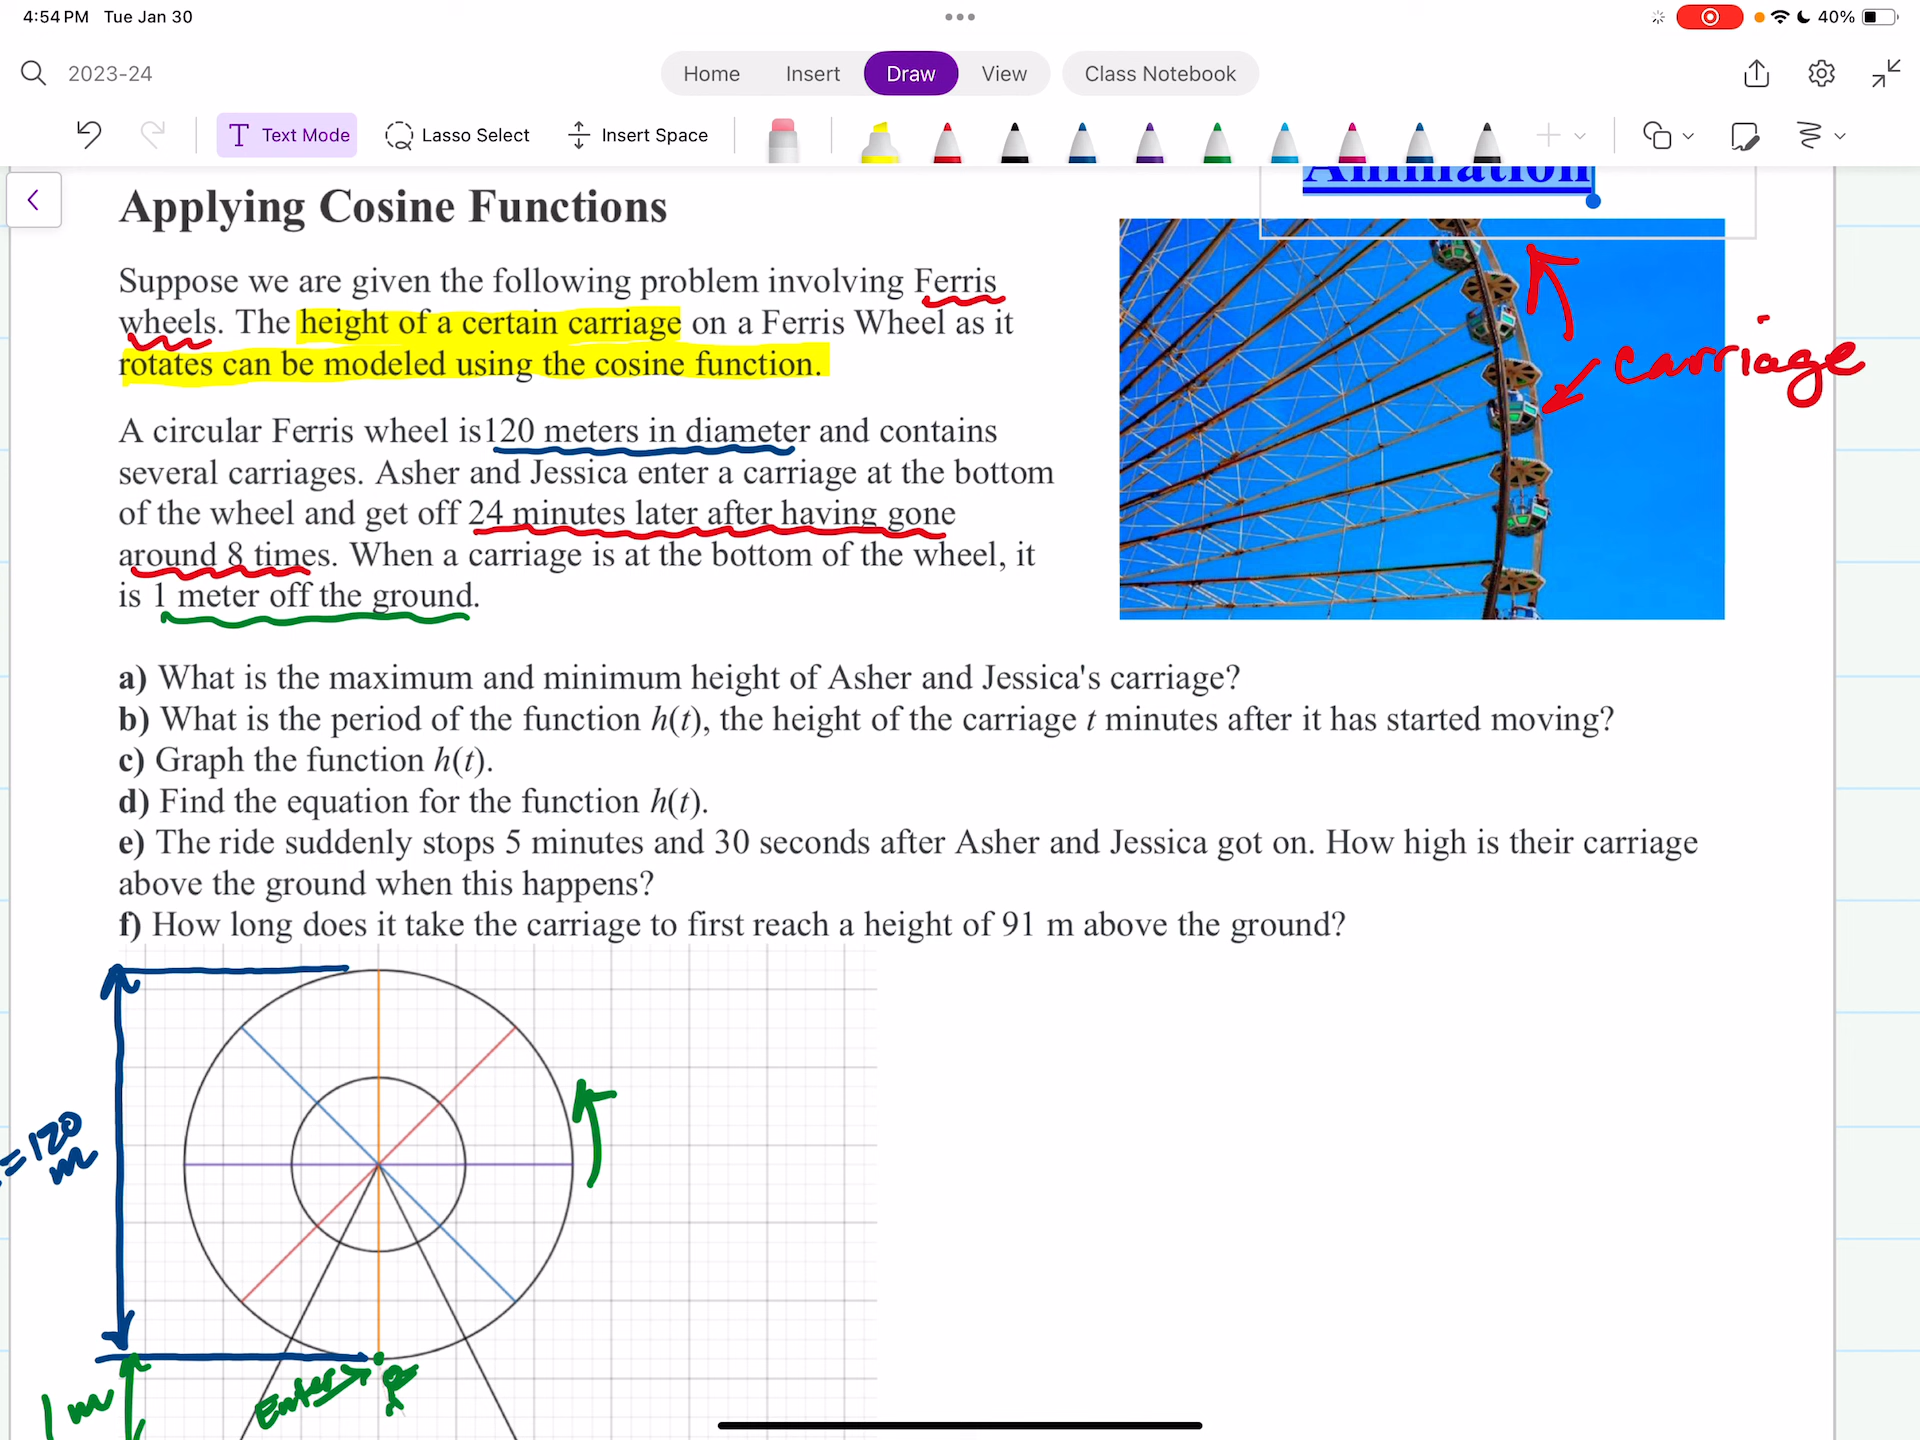 4:54 PM Tue Jan 30
40%
2023-24
Home Insert Draw View Class Notebook
Text Mode Lasso Select Insert Space
Animation
Applying Cosine Functions
Suppose we are given the following problem involving Ferris
wheels. The height of a certain carriage on a Ferris Wheel as it
rotates can be modeled using the cosine function.
carriage
A circular Ferris wheel is 120 meters in diameter and contains
several carriages. Asher and Jessica enter a carriage at the bottom
of the wheel and get off 24 minutes later after having gone
around 8 times. When a carriage is at the bottom of the wheel, it
is 1 meter off the ground.
a) What is the maximum and minimum height of Asher and Jessica's carriage?
b) What is the period of the function h(t), the height of the carriage t minutes after it has started moving?
c) Graph the function h(t).
d) Find the equation for the function h(t).
e) The ride suddenly stops 5 minutes and 30 seconds after Asher and Jessica got on. How high is their carriage
above the ground when this happens?
f) How long does it take the carriage to first reach a height of 91 m above the ground?
= 120
m
Enter
1 m